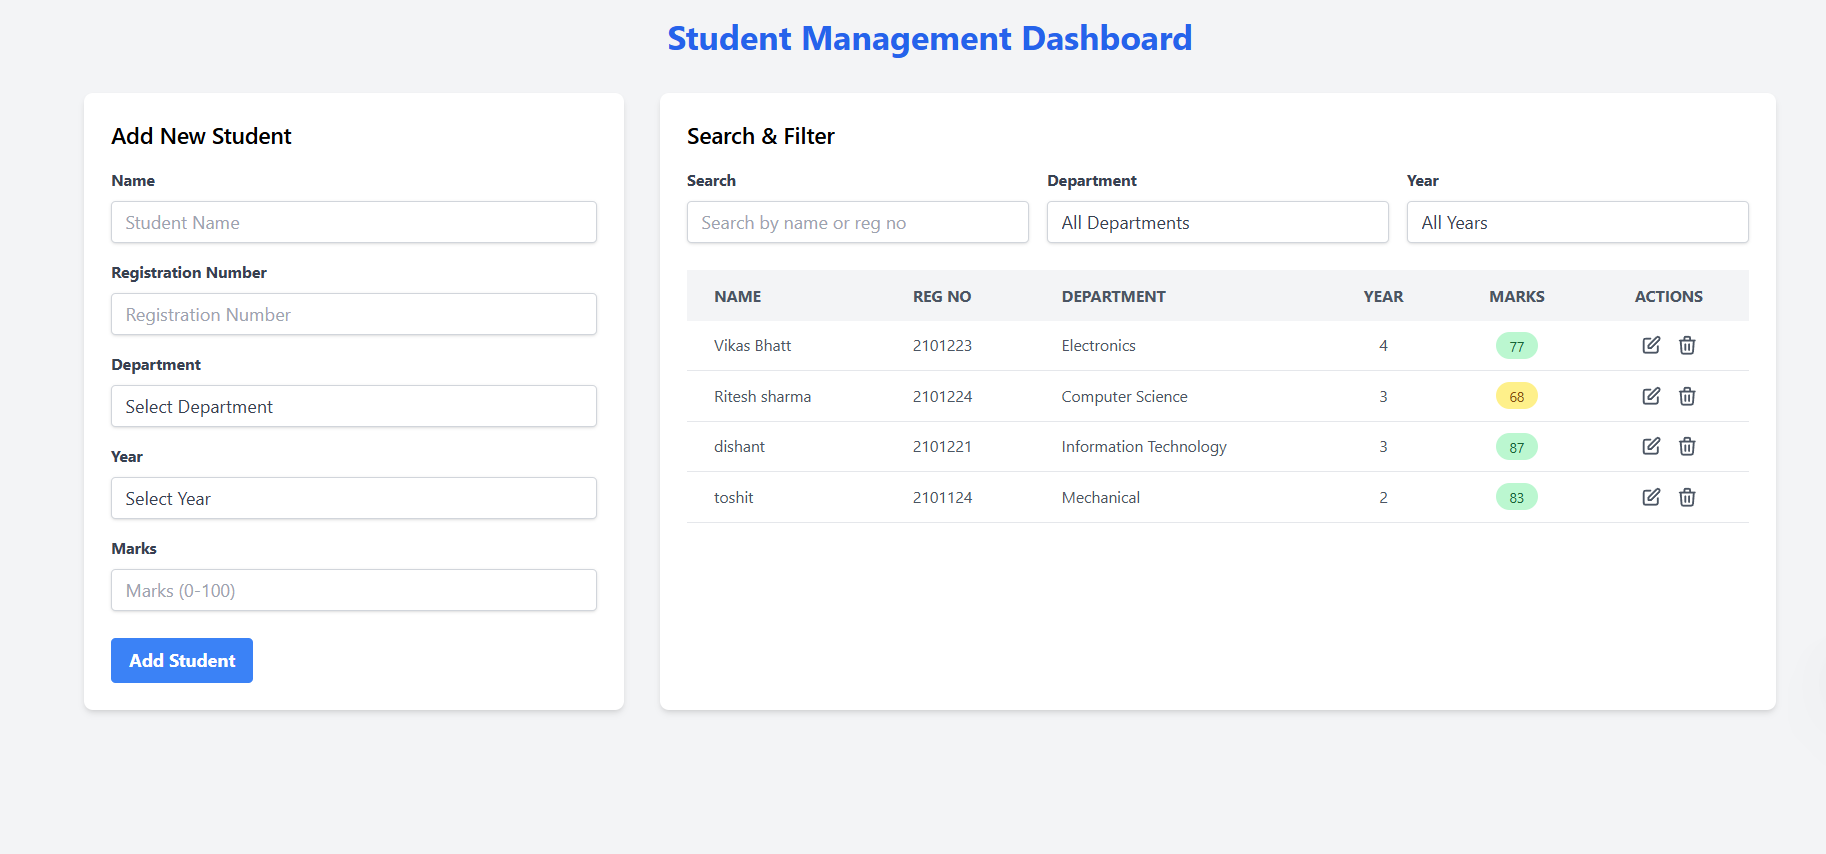 Student Management Dashboard
Add New Student
Name
Student Name
Registration Number
Registration Number
Department
Select Department
Year
Select Year
Marks
Marks (0-100)
Add Student
Search & Filter
Search Department Year
Search by name or reg no All Departments All Years
NAME REG NO DEPARTMENT YEAR MARKS ACTIONS
Vikas Bhatt 2101223 Electronics 4 77
Ritesh sharma 2101224 Computer Science 3 68
dishant 2101221 Information Technology 3 87
toshit 2101124 Mechanical 2 83